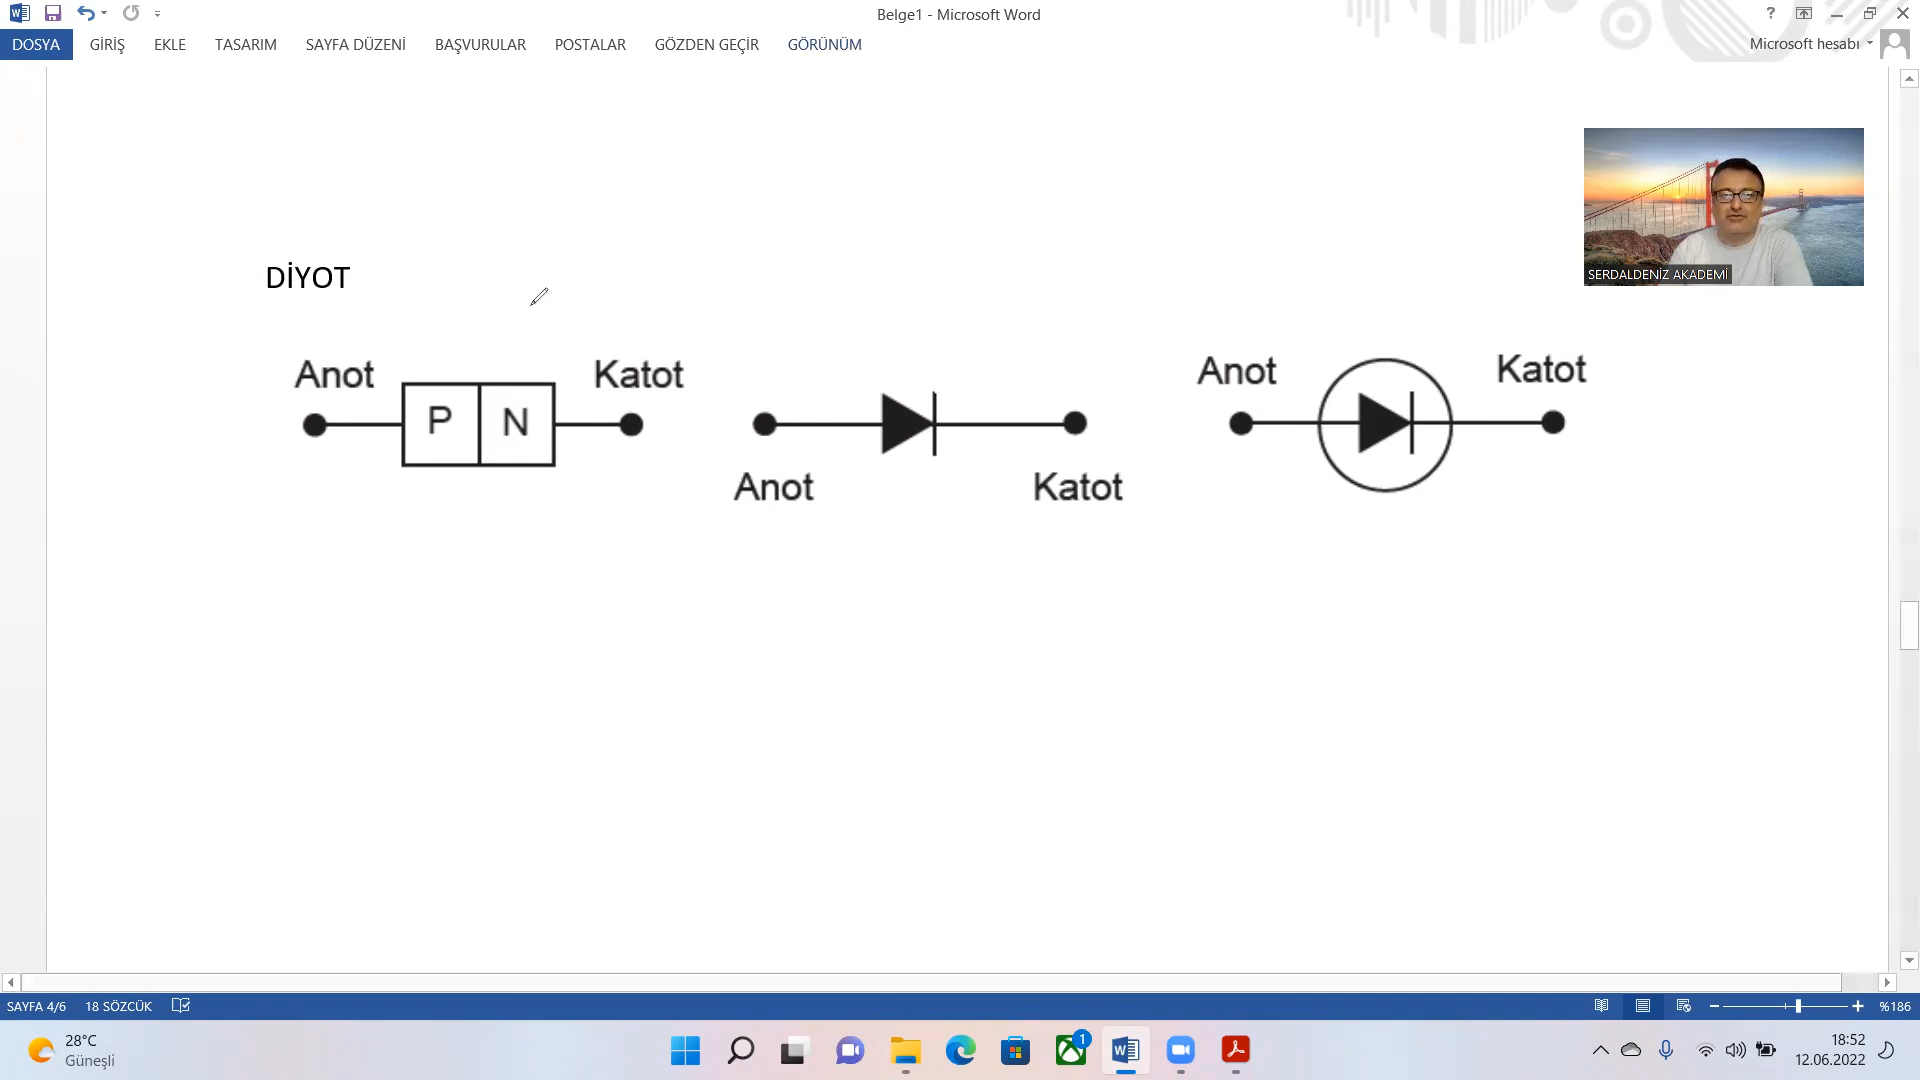 Belge1 - Microsoft Word
?
DOSYA GİRİŞ EKLE TASARIM SAYFA DÜZENİ BAŞVURULAR POSTALAR GÖZDEN GEÇİR GÖRÜNÜM Microsoft hesabı
SERDALDENİZ AKADEMİ
DİYOT
Anot Katot
P N
Anot Katot
Anot Katot
SAYFA 4/6 18 SÖZCÜK %186
28°C
Güneşli
1
18:52
12.06.2022